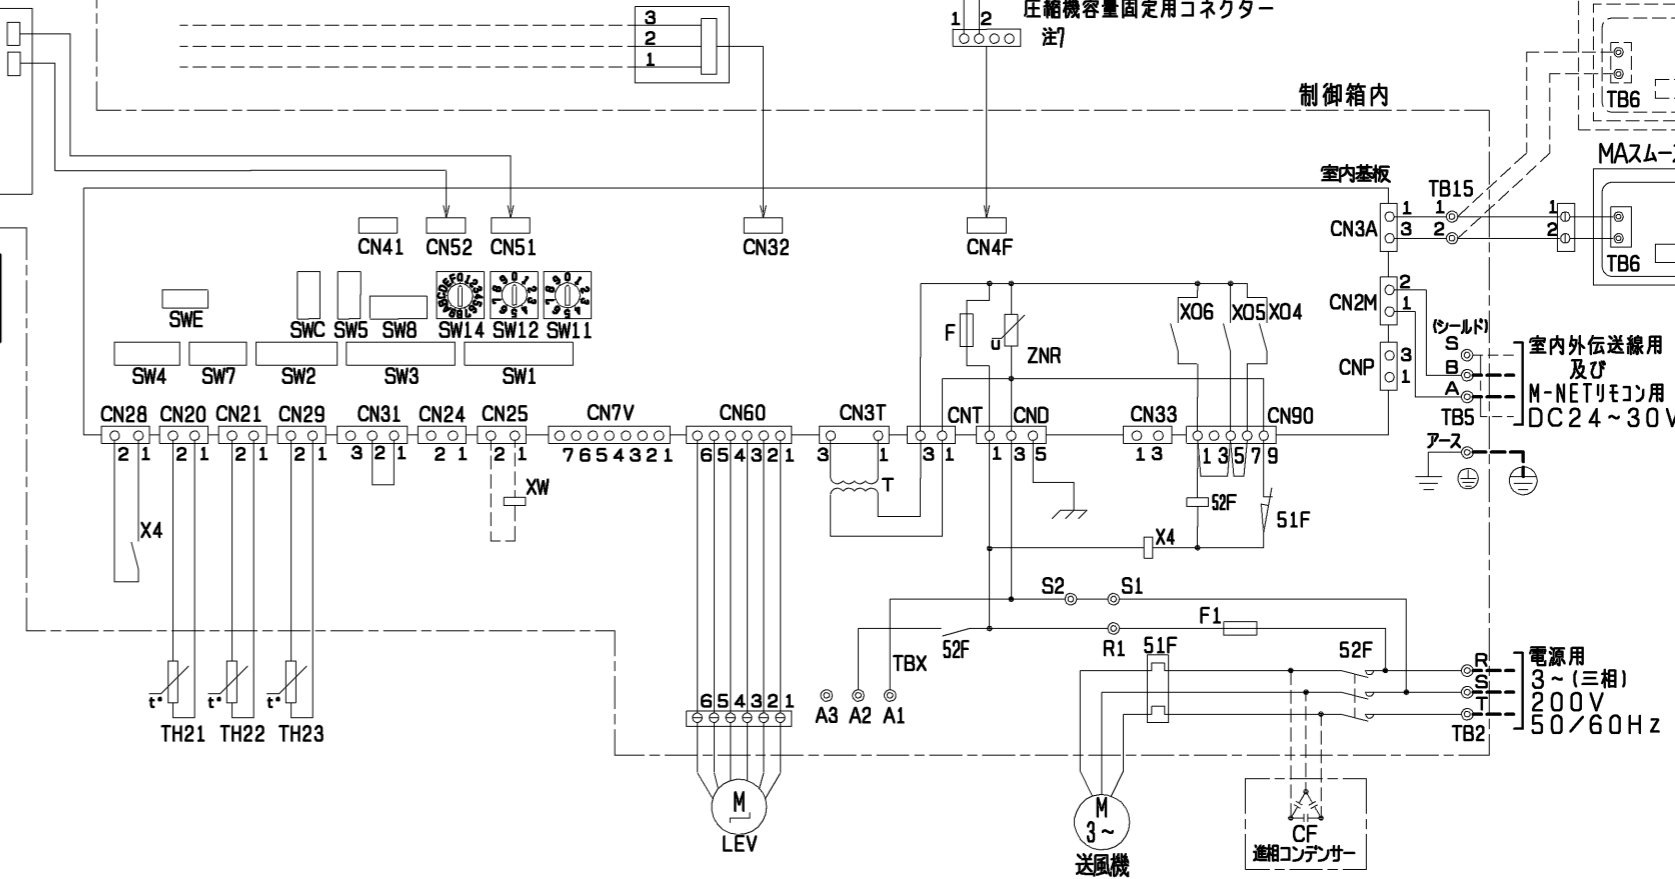 3
2
1
1 2
圧縮機容量固定用コネクター
注7
制御箱内
TB6
MAスムー
室内基板
TB15
CN3A
1 1 1
3 2 2
TB6
CN41 CN52 CN51 CN32 CN4F
SWE SWC SW5 SW8 SW14 SW12 SW11
SW4 SW7 SW2 SW3 SW1
F
u
ZNR
X06 X05 X04
CN2M
2
1
CNP
3
1
(シールド)
S
B
A
TB5
室内外伝送線用
及び
M-NETリモコン用
DC24~30V
アース
CN28 CN20 CN21 CN29 CN31 CN24 CN25 CN7V CN60 CN3T CNT CND CN33 CN90
2 1 2 1 2 1 2 1 3 2 1 2 1 2 1 7 6 5 4 3 2 1 6 5 4 3 2 1 3 1 3 1 1 3 5 1 3 1 3 5 7 9
X4
XW
T
52F
51F
X4
S2 S1
F1
R1
52F
TBX
51F
52F
A3 A2 A1
R
S
T
TB2
電源用
3~(三相)
200V
50/60Hz
t°
t°
t°
TH21 TH22 TH23
6 5 4 3 2 1
M
LEV
M
3~
送風機
CF
進相コンデンサー